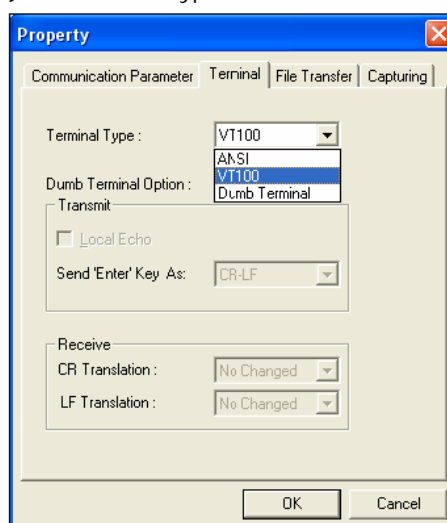 Property
Communication Parameter Terminal File Transfer Capturing
Terminal Type : VT100
ANSI
VT100
Dumb Terminal
Dumb Terminal Option :
Transmit
Local Echo
Send 'Enter' Key As: CR-LF
Receive
CR Translation : No Changed
LF Translation : No Changed
OK Cancel